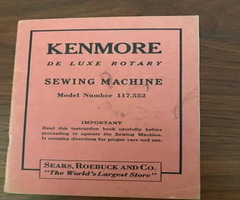 KENMORE
DE LUXE ROTARY
SEWING MACHINE
Model Number 117.552
IMPORTANT
Read this instruction book carefully before
proceeding to operate the Sewing Machine.
It contains directions for proper care and use.
SEARS, ROEBUCK AND CO.
"The World's Largest Store"